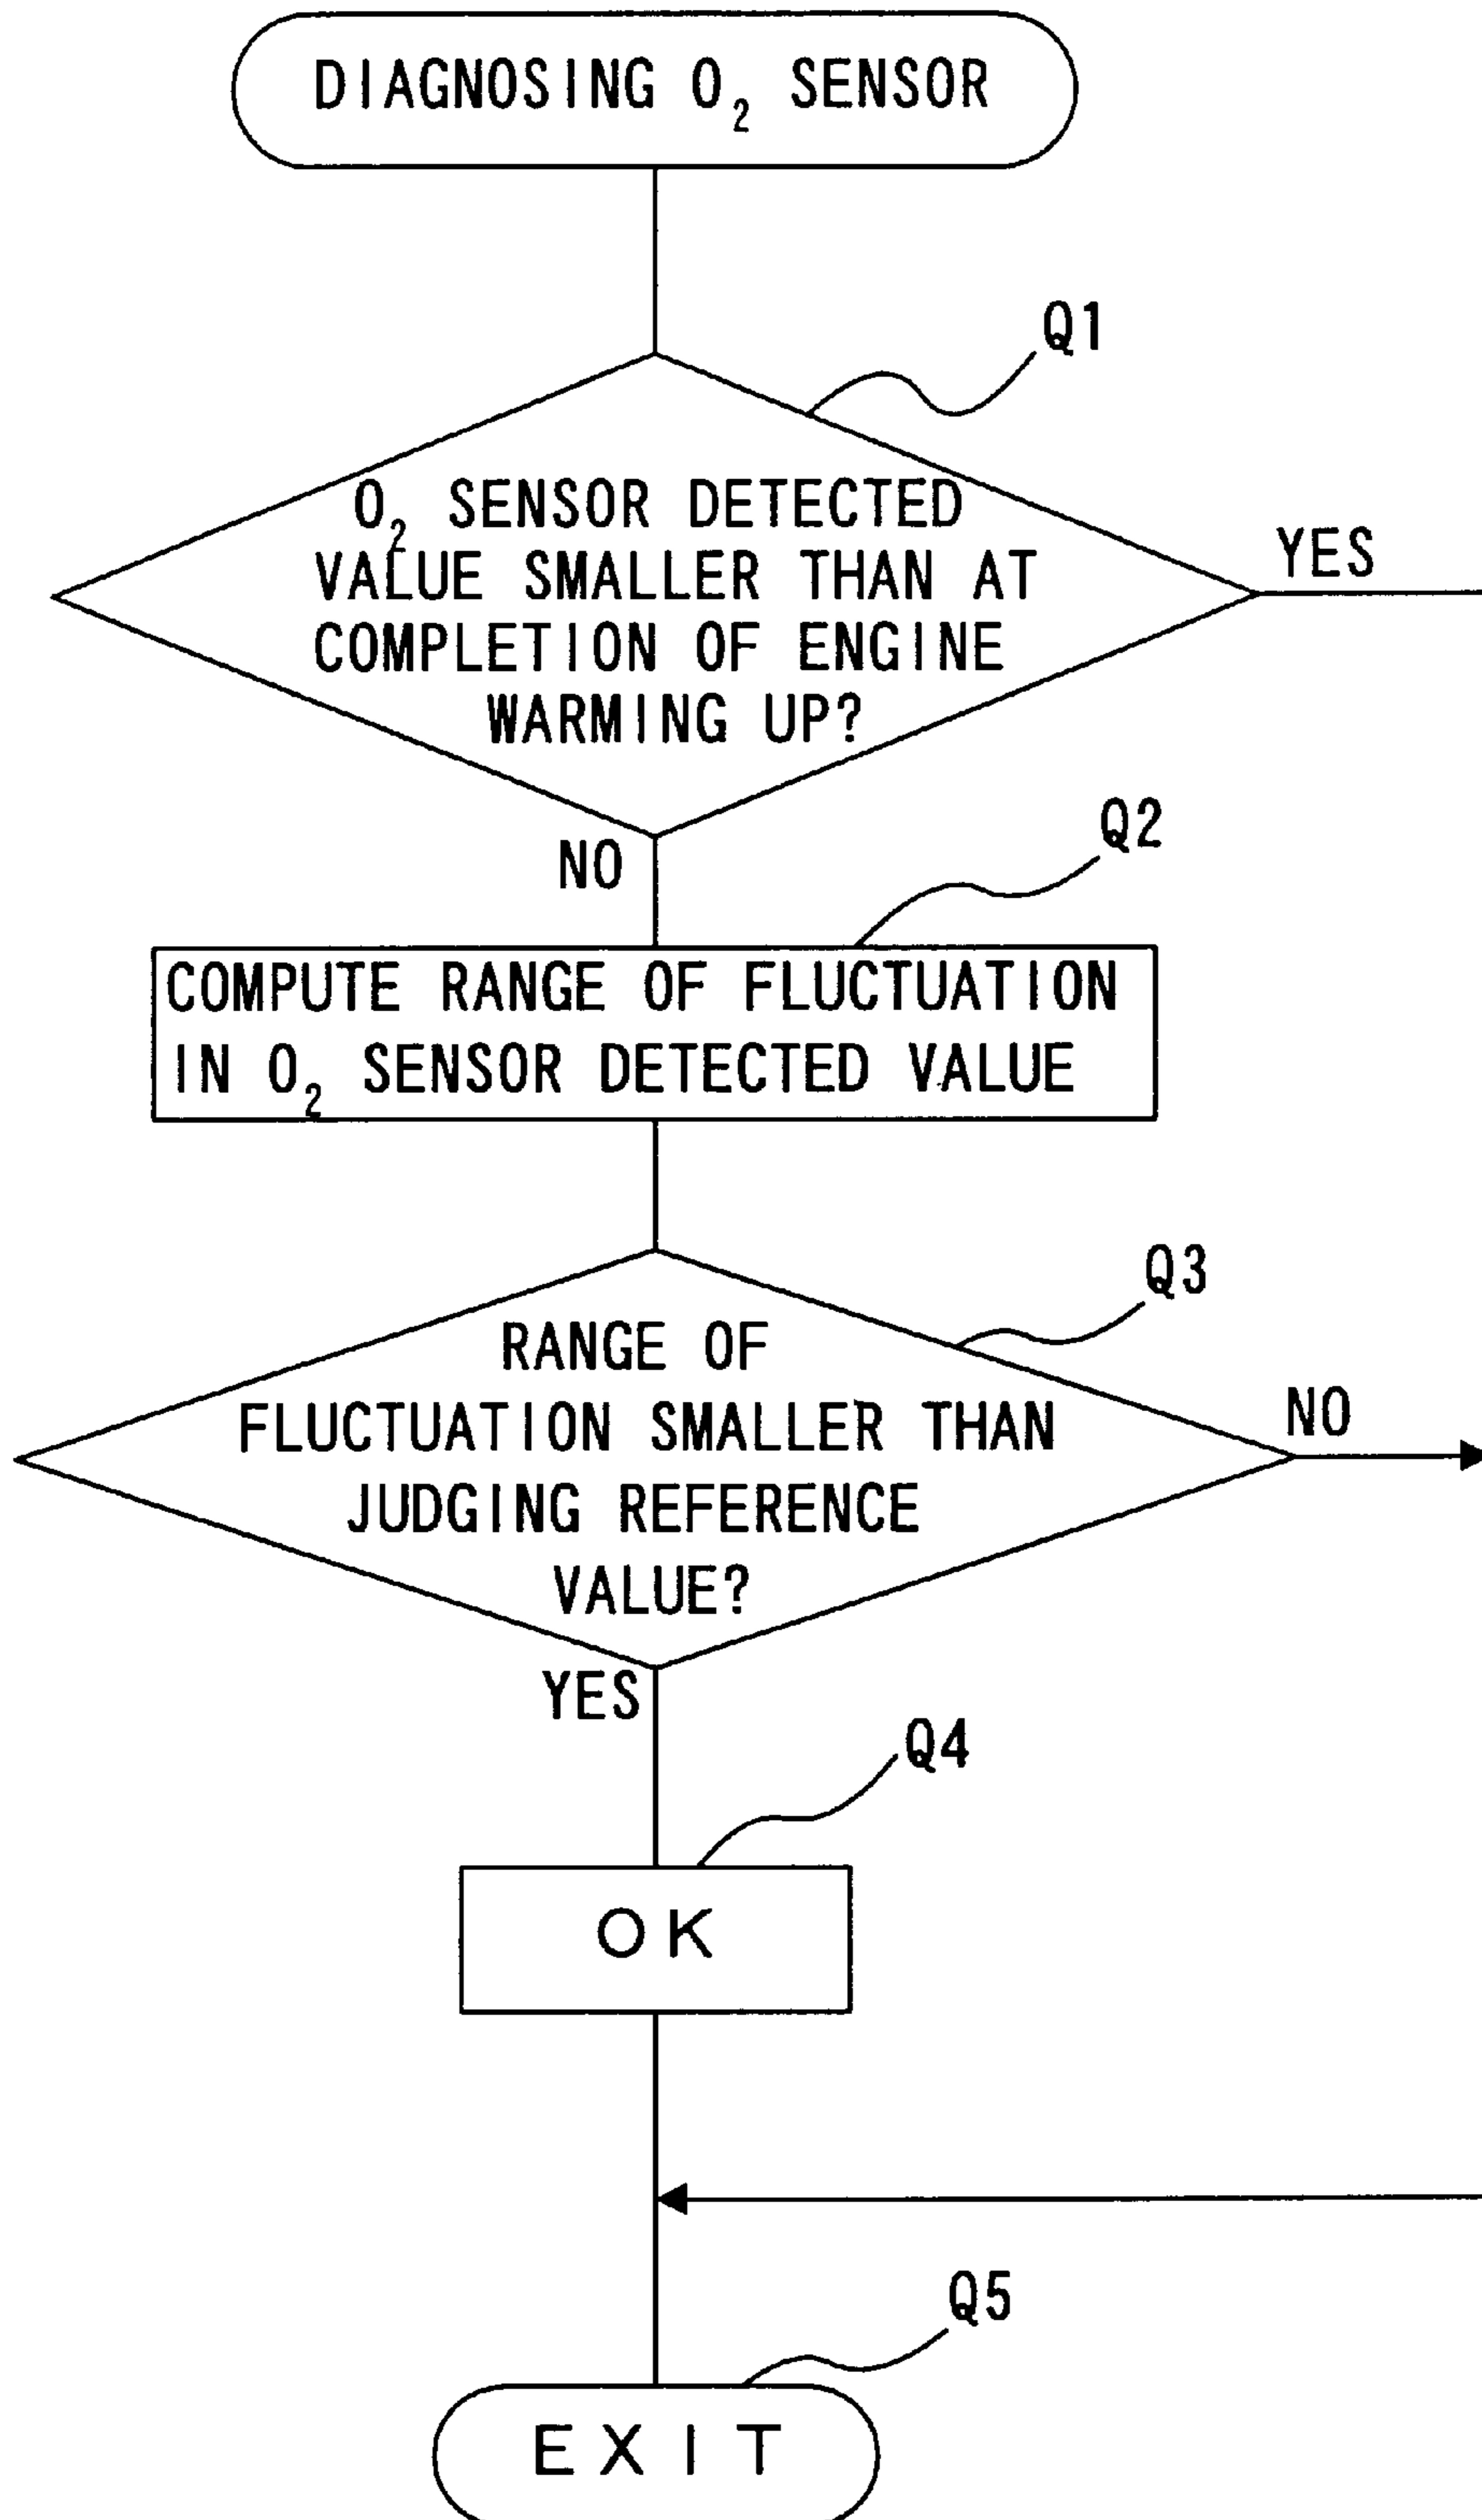 DIAGNOSING O₂ SENSOR
Q1
O₂ SENSOR DETECTED
VALUE SMALLER THAN AT
COMPLETION OF ENGINE
WARMING UP?
YES
NO
Q2
COMPUTE RANGE OF FLUCTUATION
IN O₂ SENSOR DETECTED VALUE
Q3
RANGE OF
FLUCTUATION SMALLER THAN
JUDGING REFERENCE
VALUE?
NO
YES
Q4
OK
Q5
EXIT